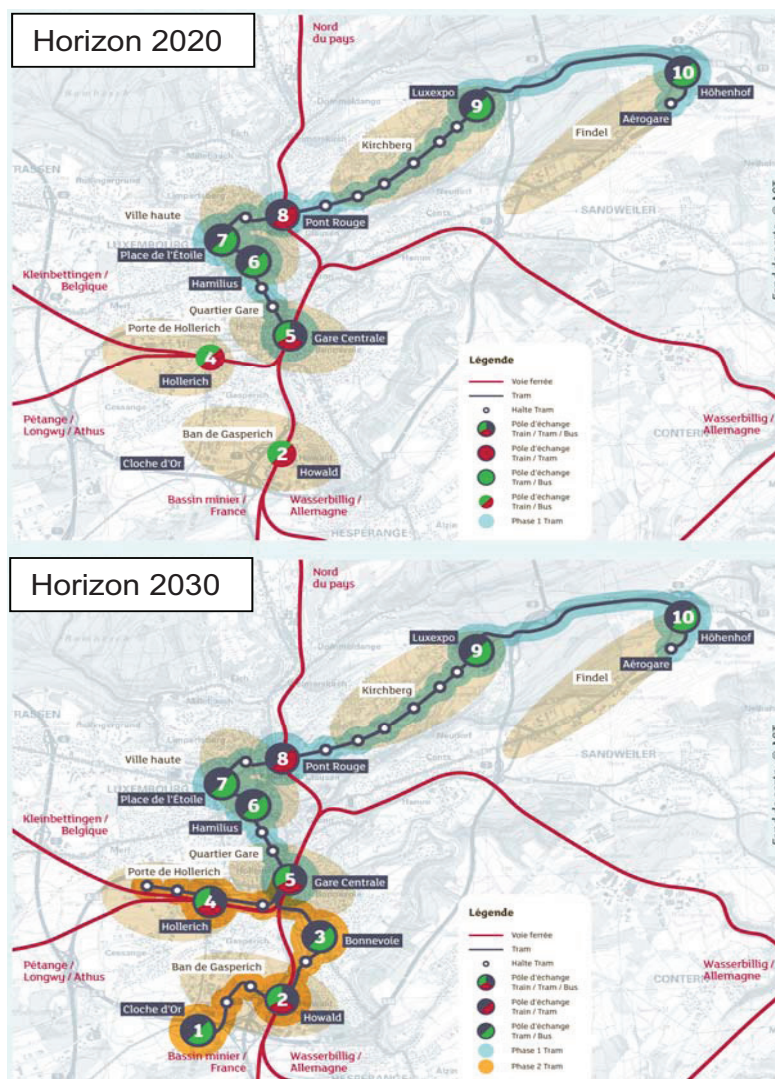 Horizon 2020
Nord
du pays
Luxexpo
9
10
Höhenhof
Aérogare
Kirchberg
Findel
SANDWEILER
Ville haute
8
Pont Rouge
7
LUXEMBOURG
Place de l'Étoile
6
Hamilius
Kleinbettingen /
Belgique
Quartier Gare
Porte de Hollerich
5
Gare Centrale
4
Hollerich
Pétange /
Longwy / Athus
Ban de Gasperich
2
Cloche d'Or
Howald
Bassin minier /
France
Wasserbillig /
Allemagne
HESPERANGE
CONTERN
Wasserbillig /
Allemagne
Légende
Voie ferrée
Tram
Halte Tram
Pôle d'échange
Train / Tram / Bus
Pôle d'échange
Train / Tram
Pôle d'échange
Tram / Bus
Pôle d'échange
Train / Bus
Phase 1 Tram
Horizon 2030
Nord
du pays
Luxexpo
9
10
Höhenhof
Aérogare
Kirchberg
Findel
SANDWEILER
Ville haute
8
Pont Rouge
7
LUXEMBOURG
Place de l'Étoile
6
Hamilius
Kleinbettingen /
Belgique
Quartier Gare
Porte de Hollerich
5
Gare Centrale
4
Hollerich
3
Bonnevoie
Pétange /
Longwy / Athus
Ban de Gasperich
2
Cloche d'Or
Howald
1
Bassin minier /
France
Wasserbillig /
Allemagne
CONTERN
Wasserbillig /
Allemagne
Légende
Voie ferrée
Tram
Halte Tram
Pôle d'échange
Train / Tram / Bus
Pôle d'échange
Train / Tram
Pôle d'échange
Tram / Bus
Phase 1 Tram
Phase 2 Tram